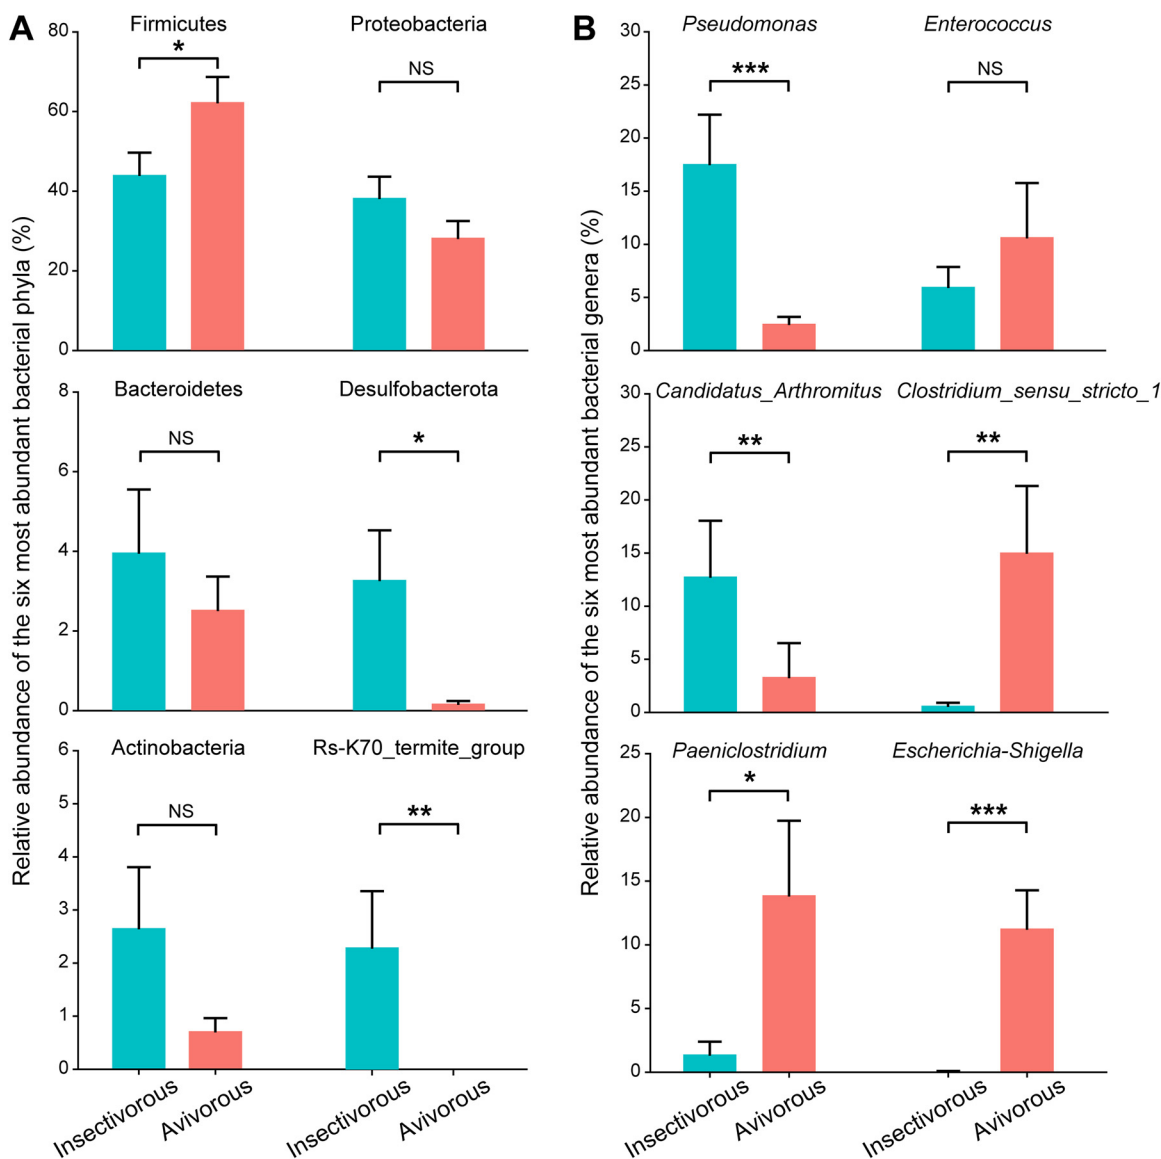 A
Relative abundance of the six most abundant bacterial phyla (%)
Firmicutes
Proteobacteria
80
60
40
20
0
*
NS
Bacteroidetes
Desulfobacterota
8
6
4
2
0
NS
*
Actinobacteria
Rs-K70_termite_group
6
5
4
3
2
1
0
NS
**
Insectivorous
Avivorous
Insectivorous
Avivorous
B
Relative abundance of the six most abundant bacterial genera (%)
Pseudomonas
Enterococcus
30
25
20
15
10
5
0
***
NS
Candidatus_Arthromitus
Clostridium_sensu_stricto_1
30
25
20
15
10
5
0
**
**
Paeniclostridium
Escherichia-Shigella
25
20
15
10
5
0
*
***
Insectivorous
Avivorous
Insectivorous
Avivorous